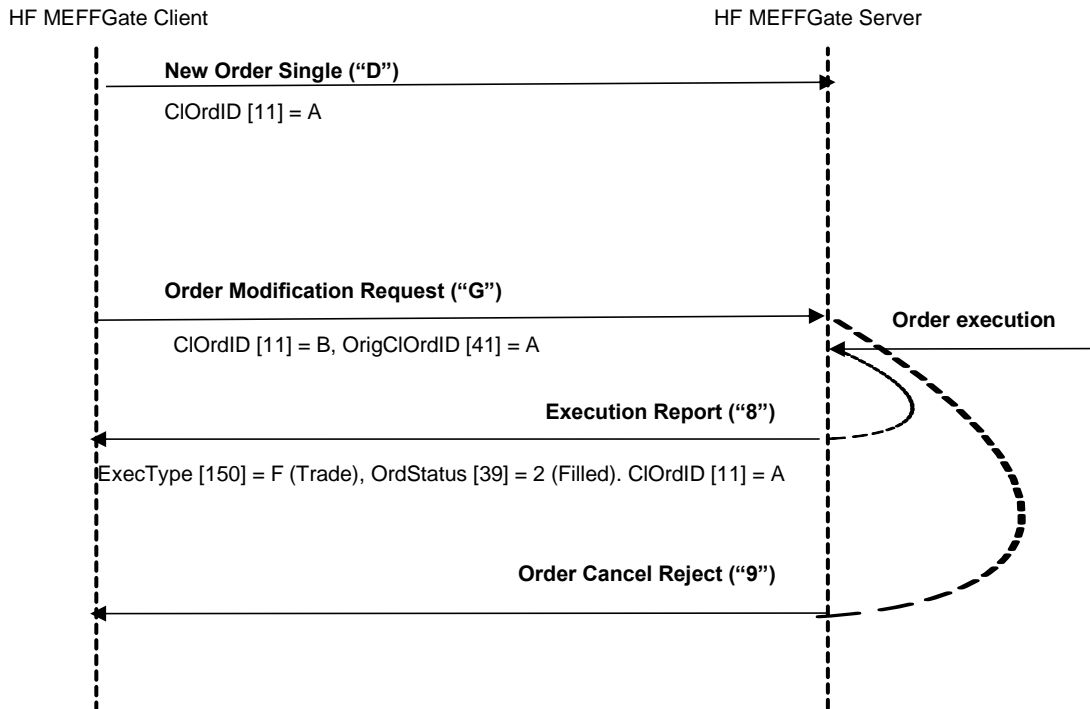 HF MEFFGate Client
HF MEFFGate Server
New Order Single (“D”)
ClOrdID [11] = A
Order Modification Request (“G”)
Order execution
ClOrdID [11] = B, OrigClOrdID [41] = A
Execution Report (“8”)
ExecType [150] = F (Trade), OrdStatus [39] = 2 (Filled). ClOrdID [11] = A
Order Cancel Reject (“9”)